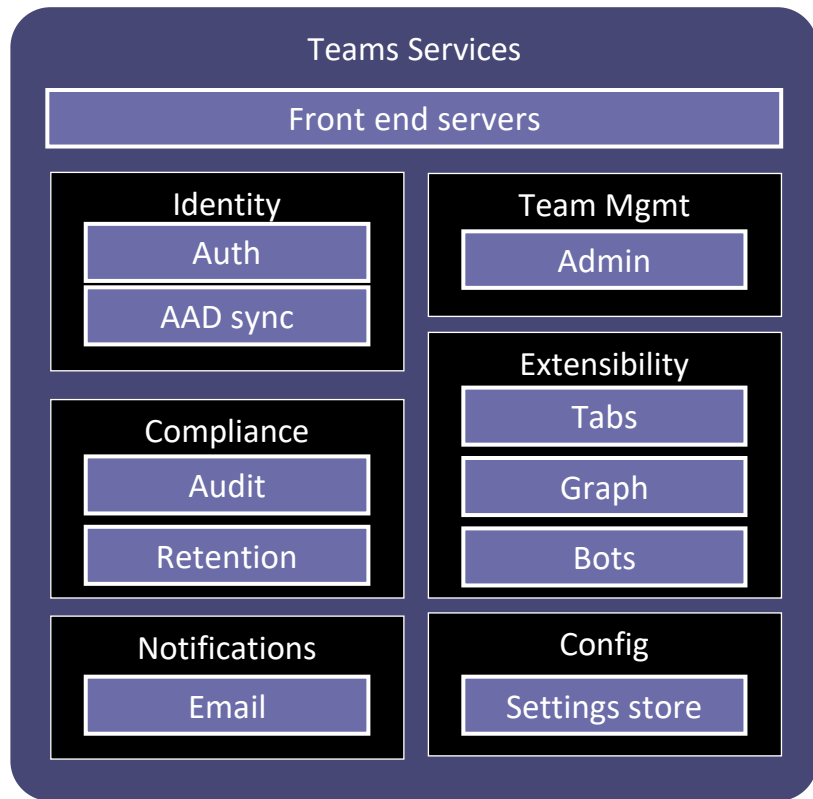 Teams Services
Front end servers
Identity
Auth
AAD sync
Compliance
Audit
Retention
Notifications
Email
Team Mgmt
Admin
Extensibility
Tabs
Graph
Bots
Config
Settings store